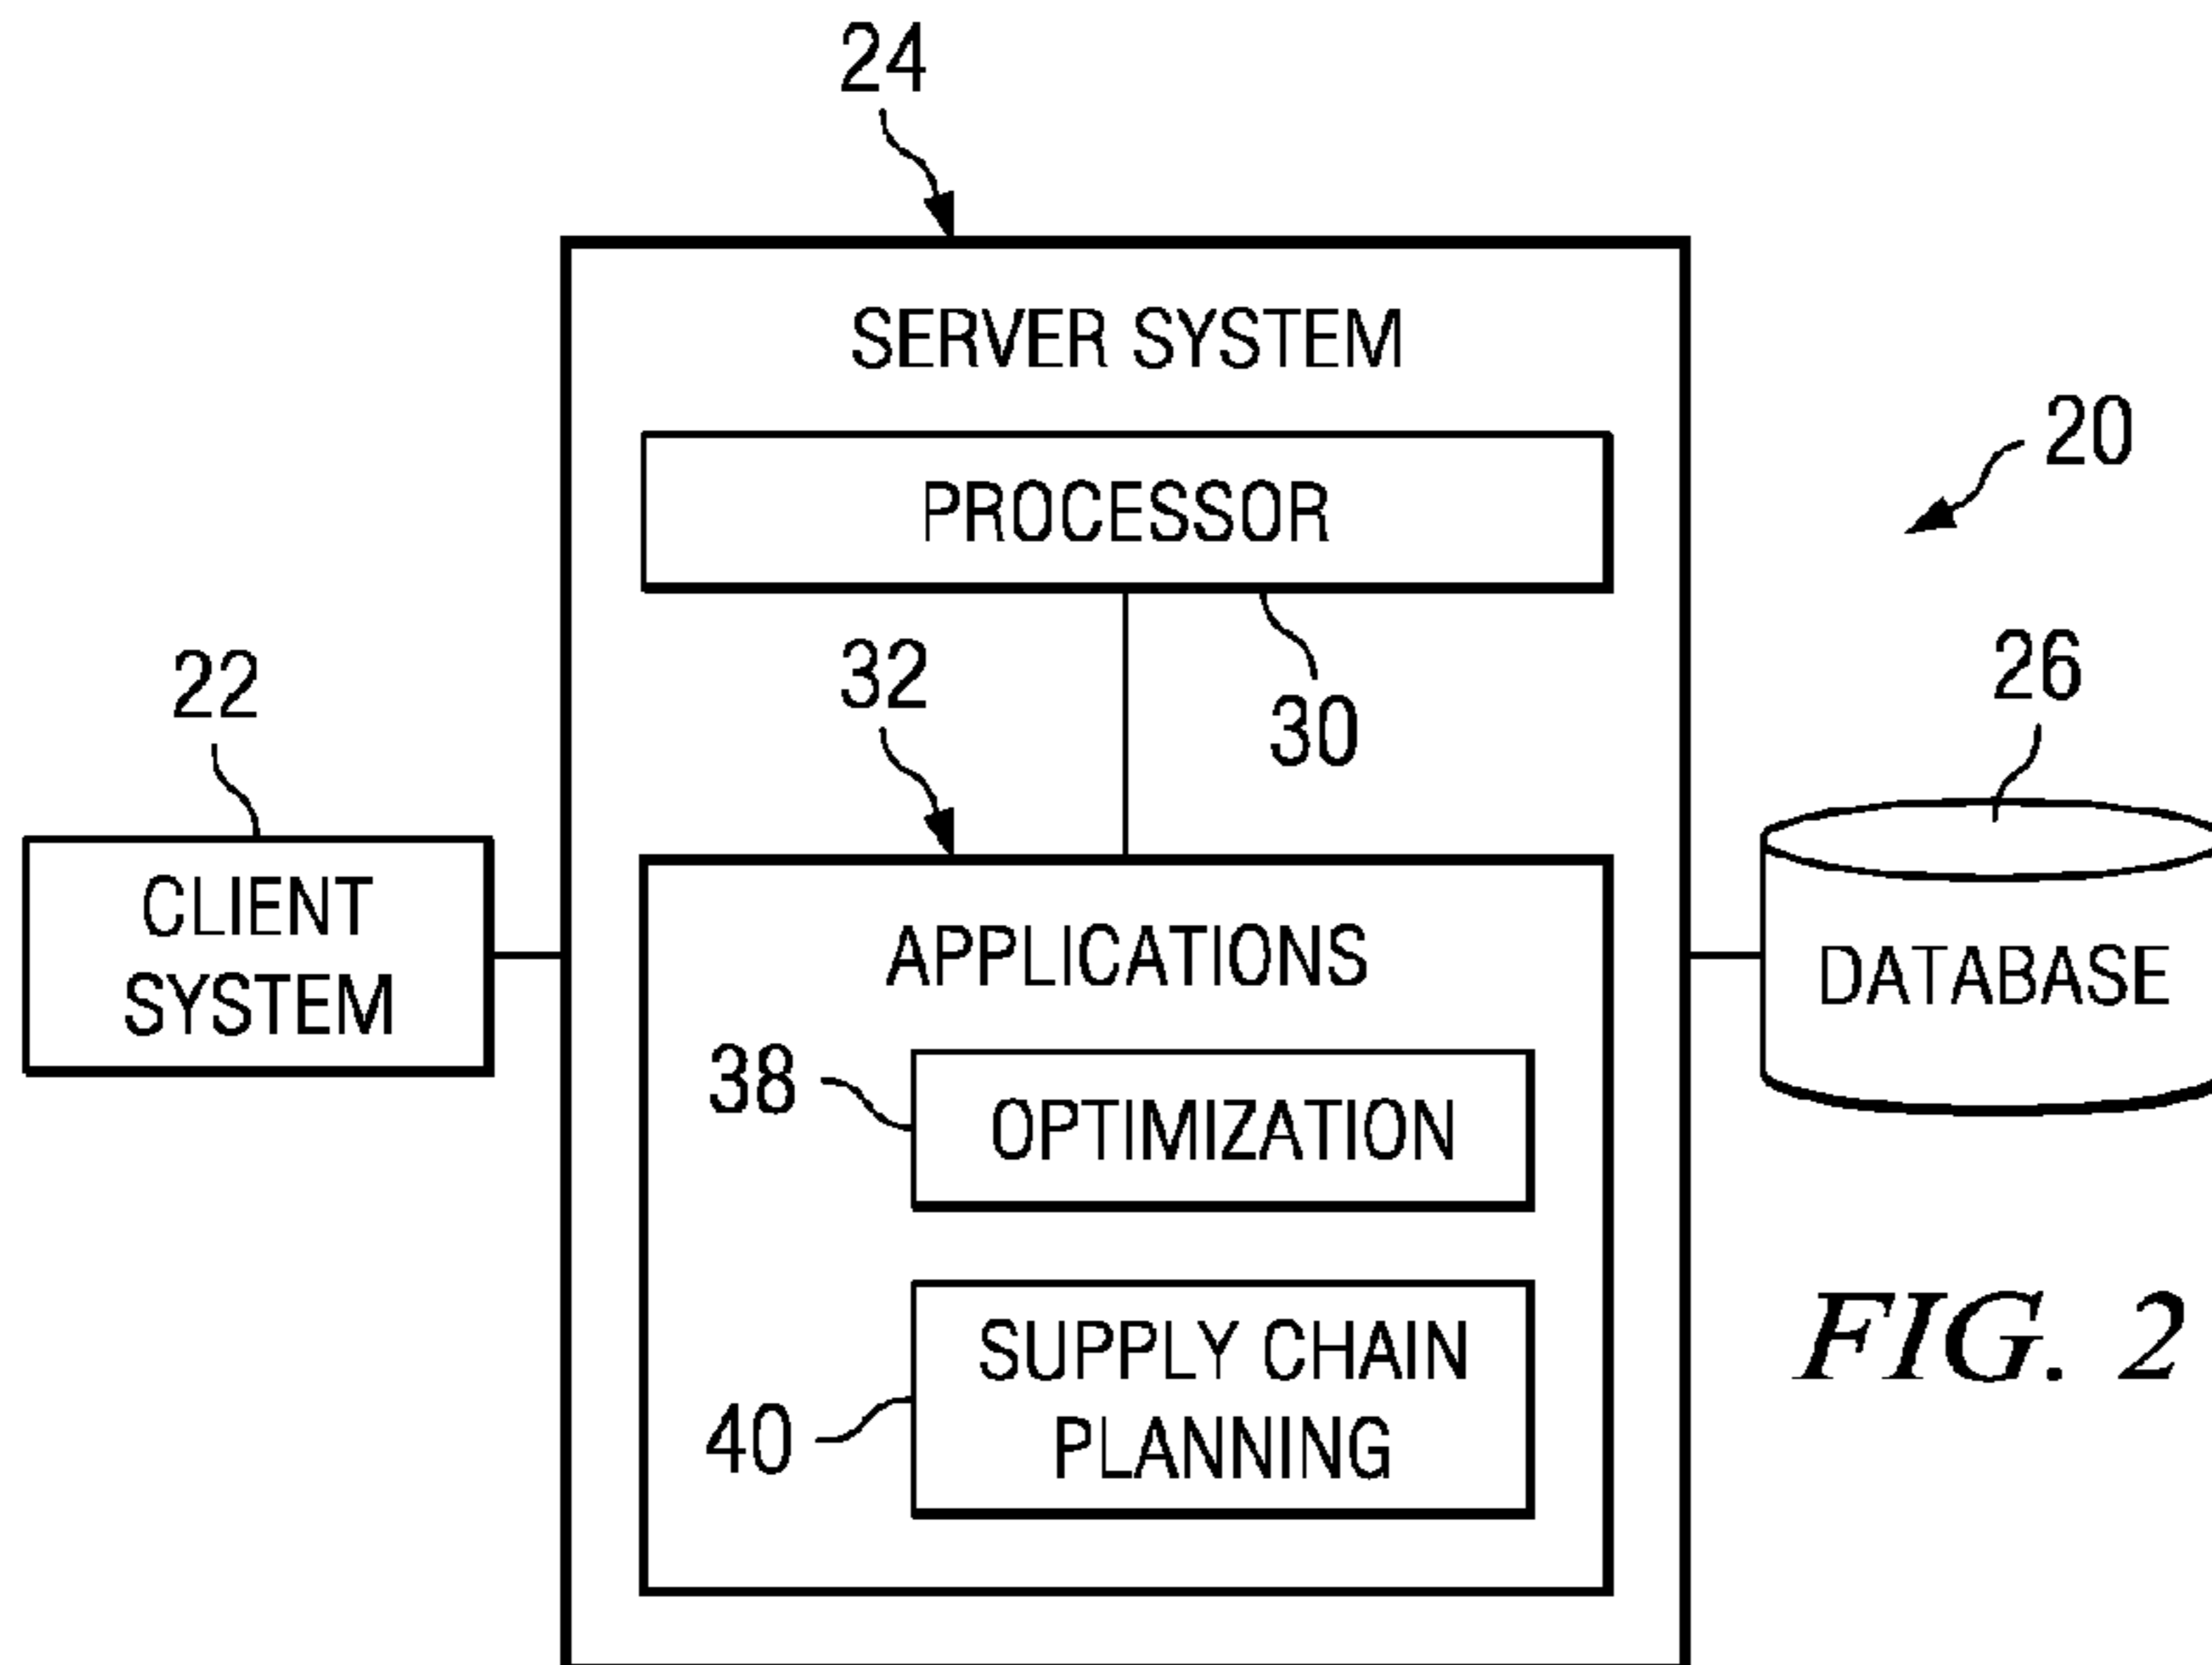 24
SERVER SYSTEM
PROCESSOR
20
30
32
22
26
CLIENT
SYSTEM
APPLICATIONS
DATABASE
38
OPTIMIZATION
40
SUPPLY CHAIN
PLANNING
FIG. 2